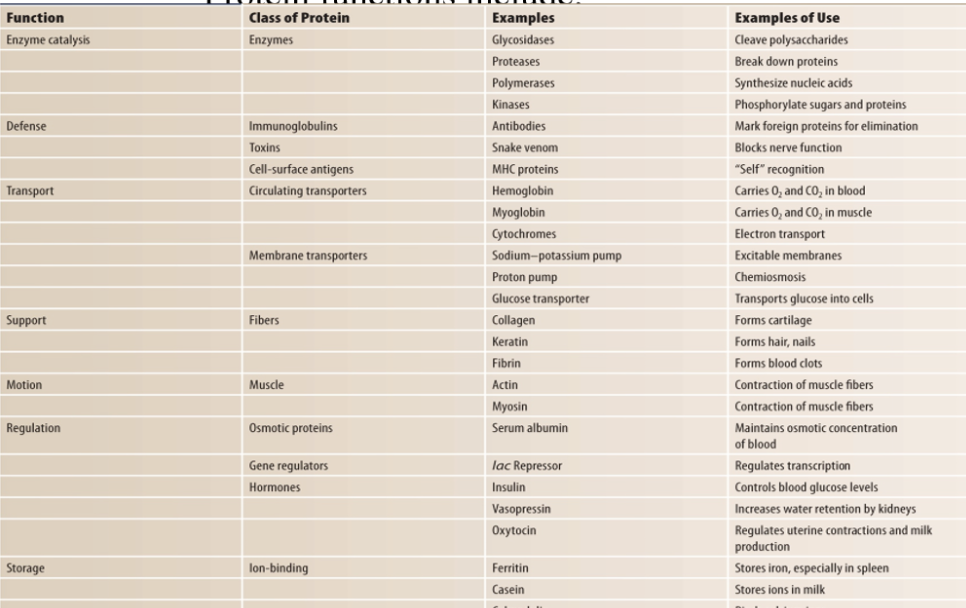 Protein functions include:
Function Class of Protein Examples Examples of Use
Enzyme catalysis Enzymes Glycosidases Cleave polysaccharides
Proteases Break down proteins
Polymerases Synthesize nucleic acids
Kinases Phosphorylate sugars and proteins
Defense Immunoglobulins Antibodies Mark foreign proteins for elimination
Toxins Snake venom Blocks nerve function
Cell-surface antigens MHC proteins “Self” recognition
Transport Circulating transporters Hemoglobin Carries O₂ and CO₂ in blood
Myoglobin Carries O₂ and CO₂ in muscle
Cytochromes Electron transport
Membrane transporters Sodium–potassium pump Excitable membranes
Proton pump Chemiosmosis
Glucose transporter Transports glucose into cells
Support Fibers Collagen Forms cartilage
Keratin Forms hair, nails
Fibrin Forms blood clots
Motion Muscle Actin Contraction of muscle fibers
Myosin Contraction of muscle fibers
Regulation Osmotic proteins Serum albumin Maintains osmotic concentration
of blood
Gene regulators lac Repressor Regulates transcription
Hormones Insulin Controls blood glucose levels
Vasopressin Increases water retention by kidneys
Oxytocin Regulates uterine contractions and milk
production
Storage Ion-binding Ferritin Stores iron, especially in spleen
Casein Stores ions in milk